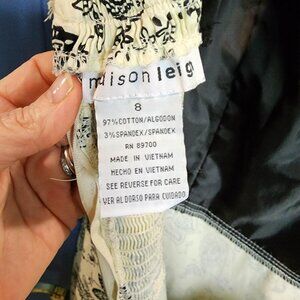 maison leig
8
97% COTTON/ALGODON
3% SPANDEX/SPANDEX
RN 89700
MADE IN VIETNAM
HECHO EN VIETNAM
SEE REVERSE FOR CARE
VER AL DORSO PARA CUIDADO